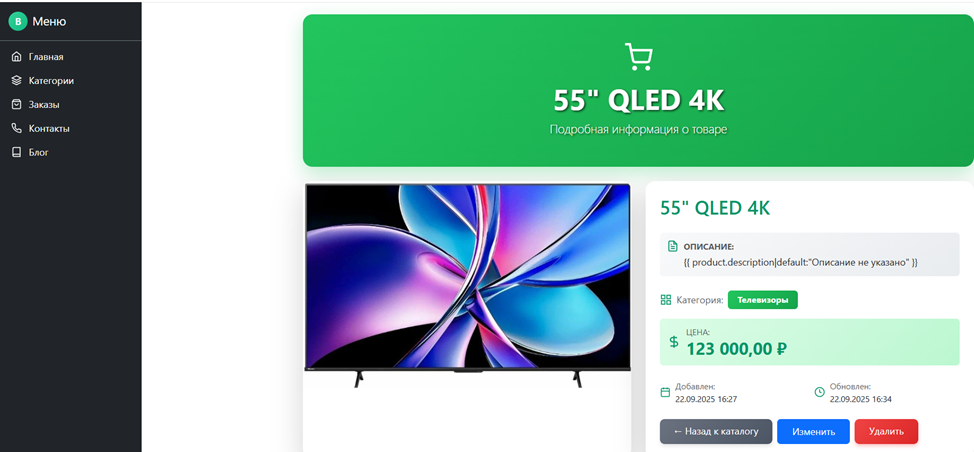 B Меню
Главная
Категории
Заказы
Контакты
Блог
55" QLED 4K
Подробная информация о товаре
55" QLED 4K
ОПИСАНИЕ:
{{ product.description|default:"Описание не указано" }}
Категория: Телевизоры
ЦЕНА:
123 000,00 ₽
Добавлен:
22.09.2025 16:27
Обновлен:
22.09.2025 16:34
← Назад к каталогу
Изменить
Удалить